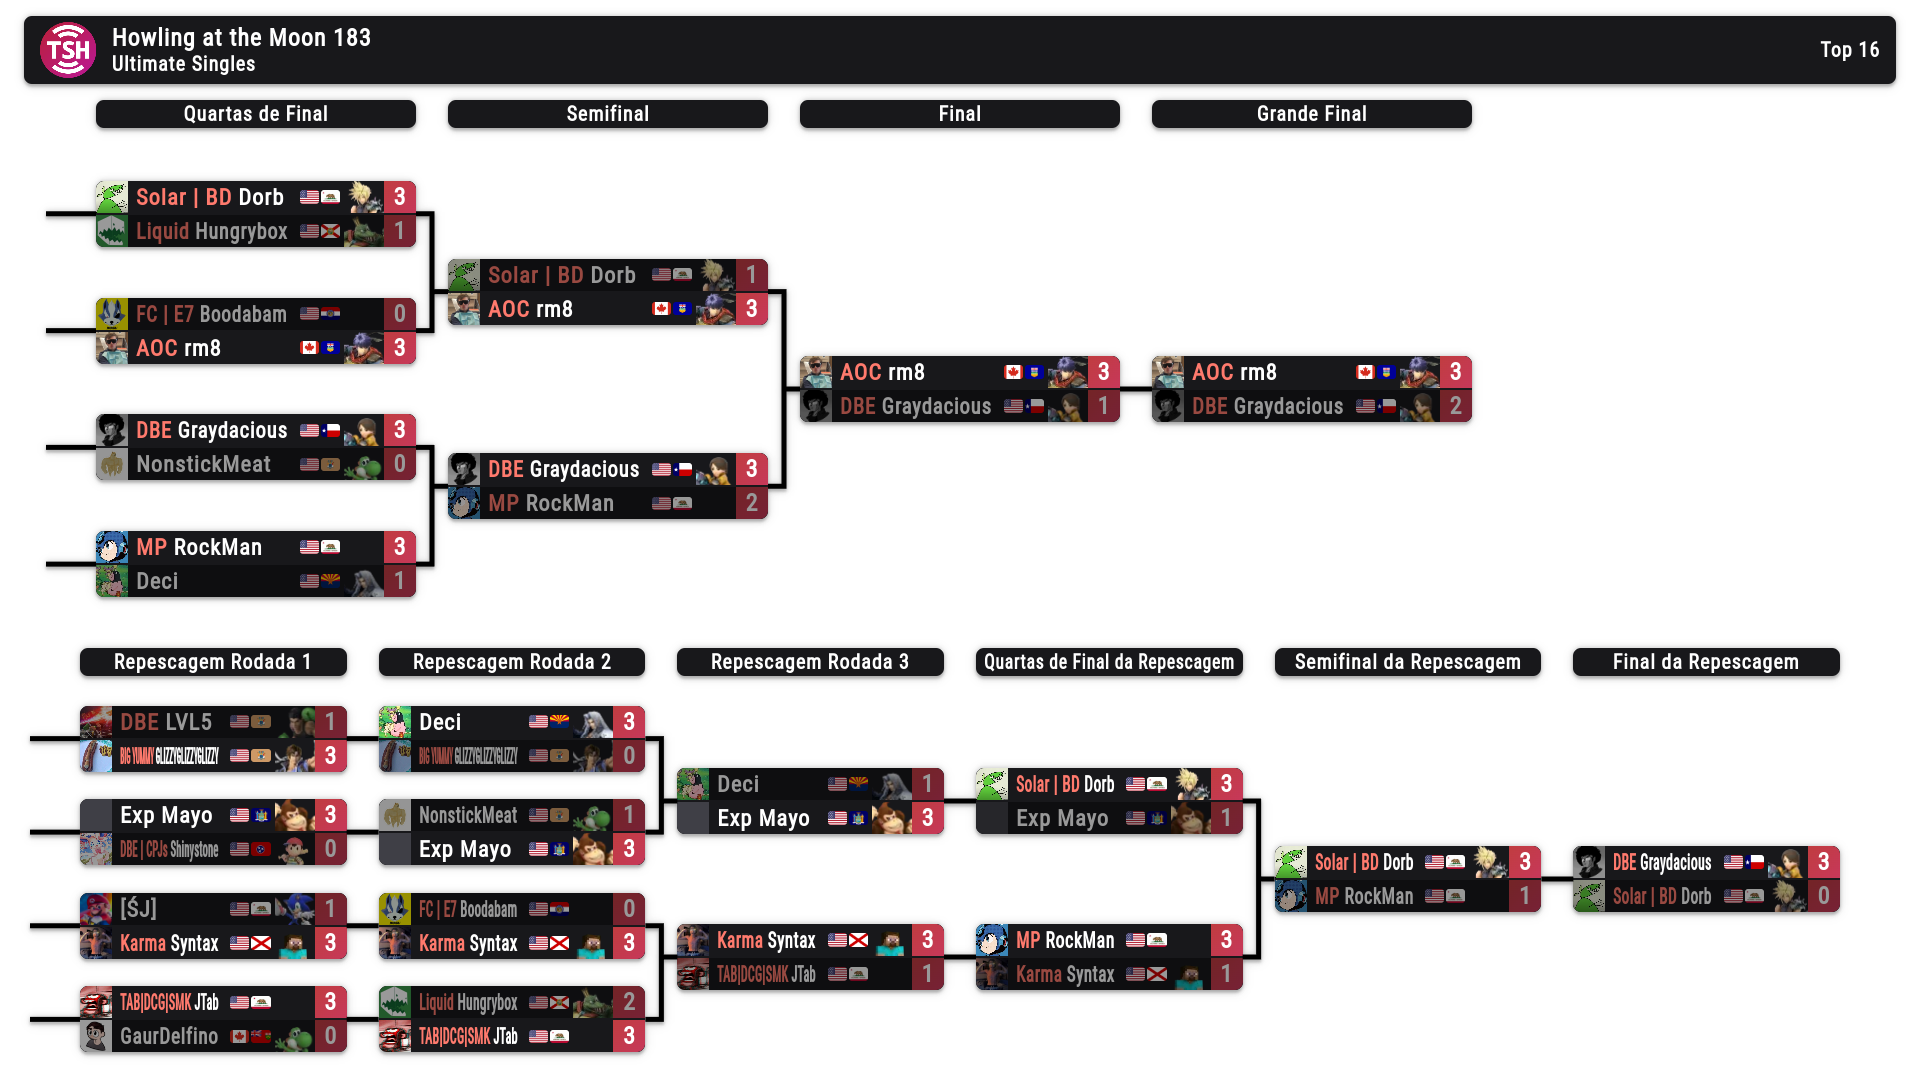 TSH
Howling at the Moon 183
Ultimate Singles
Top 16
Quartas de Final
Semifinal
Final
Grande Final
Solar | BD Dorb 3
Liquid Hungrybox 1
FC | E7 Boodabam 0
AOC rm8 3
DBE Graydacious 3
NonstickMeat 0
MP RockMan 3
Deci 1
Solar | BD Dorb 1
AOC rm8 3
DBE Graydacious 3
MP RockMan 2
AOC rm8 3
DBE Graydacious 1
AOC rm8 3
DBE Graydacious 2
Repescagem Rodada 1
Repescagem Rodada 2
Repescagem Rodada 3
Quartas de Final da Repescagem
Semifinal da Repescagem
Final da Repescagem
DBE LVL5 1
BIG YUMMY GLIZZYGLIZZYGLIZZY 3
Exp Mayo 3
DBE | CPJs Shinystone 0
[ŚJ] 1
Karma Syntax 3
TAB|DCG|SMK JTab 3
GaurDelfino 0
Deci 3
BIG YUMMY GLIZZYGLIZZYGLIZZY 0
NonstickMeat 1
Exp Mayo 3
FC | E7 Boodabam 0
Karma Syntax 3
Liquid Hungrybox 2
TAB|DCG|SMK JTab 3
Deci 1
Exp Mayo 3
Karma Syntax 3
TAB|DCG|SMK JTab 1
Solar | BD Dorb 3
Exp Mayo 1
MP RockMan 3
Karma Syntax 1
Solar | BD Dorb 3
MP RockMan 1
DBE Graydacious 3
Solar | BD Dorb 0